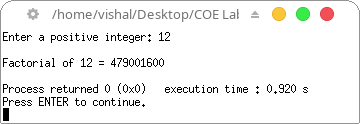 /home/vishal/Desktop/COE Lab
Enter a positive integer: 12
Factorial of 12 = 479001600
Process returned 0 (0x0)   execution time : 0.920 s
Press ENTER to continue.